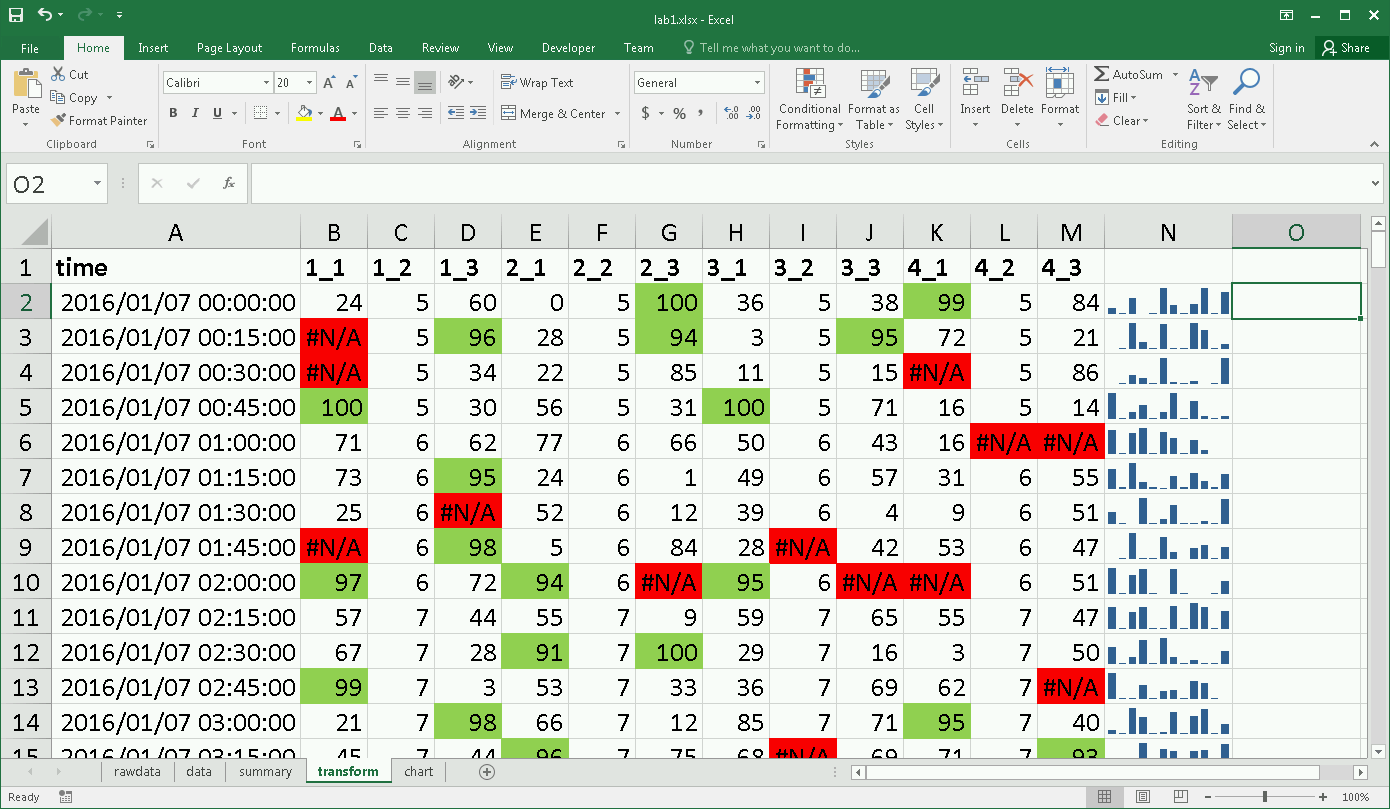 lab1.xlsx - Excel
File Home Insert Page Layout Formulas Data Review View Developer Team Tell me what you want to do... Sign in Share
Paste
Cut
Copy
Format Painter
Clipboard
Calibri 20
B I U
Font
Wrap Text
Merge & Center
Alignment
General
$ % ,
Number
Conditional Formatting
Format as Table
Cell Styles
Styles
Insert Delete Format
Cells
AutoSum
Fill
Clear
Sort & Filter
Find & Select
Editing
O2 fx
A B C D E F G H I J K L M N O
1 time 1_1 1_2 1_3 2_1 2_2 2_3 3_1 3_2 3_3 4_1 4_2 4_3
2 2016/01/07 00:00:00 24 5 60 0 5 100 36 5 38 99 5 84
3 2016/01/07 00:15:00 #N/A 5 96 28 5 94 3 5 95 72 5 21
4 2016/01/07 00:30:00 #N/A 5 34 22 5 85 11 5 15 #N/A 5 86
5 2016/01/07 00:45:00 100 5 30 56 5 31 100 5 71 16 5 14
6 2016/01/07 01:00:00 71 6 62 77 6 66 50 6 43 16 #N/A #N/A
7 2016/01/07 01:15:00 73 6 95 24 6 1 49 6 57 31 6 55
8 2016/01/07 01:30:00 25 6 #N/A 52 6 12 39 6 4 9 6 51
9 2016/01/07 01:45:00 #N/A 6 98 5 6 84 28 #N/A 42 53 6 47
10 2016/01/07 02:00:00 97 6 72 94 6 #N/A 95 6 #N/A #N/A 6 51
11 2016/01/07 02:15:00 57 7 44 55 7 9 59 7 65 55 7 47
12 2016/01/07 02:30:00 67 7 28 91 7 100 29 7 16 3 7 50
13 2016/01/07 02:45:00 99 7 3 53 7 33 36 7 69 62 7 #N/A
14 2016/01/07 03:00:00 21 7 98 66 7 12 85 7 71 95 7 40
15 2016/01/07 03:15:00 45 7 44 96 7 75 68 #N/A 69 71 7 93
rawdata data summary transform chart
Ready 100%